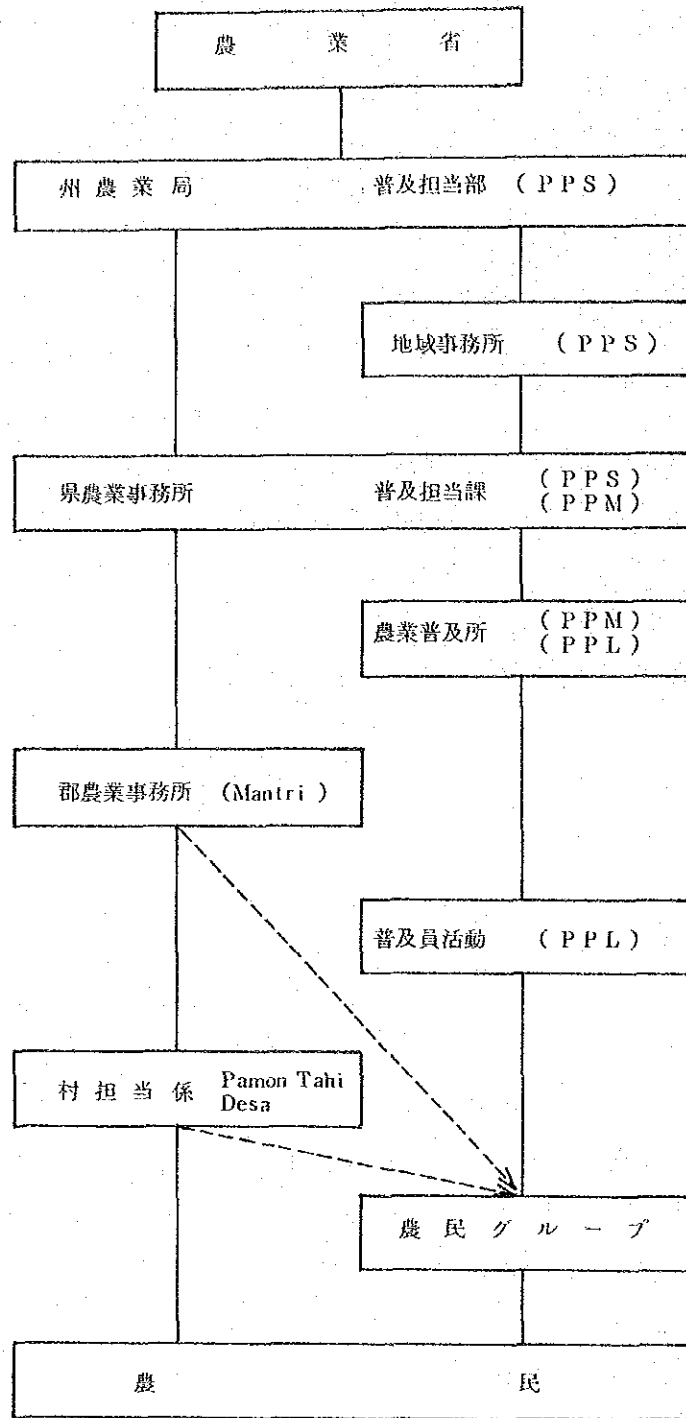 農業省
州農業局 普及担当部 (PPS)
地域事務所 (PPS)
県農業事務所 普及担当課 (PPS)
(PPM)
農業普及所 (PPM)
(PPL)
郡農業事務所 (Mantri)
普及員活動 (PPL)
村担当係 Pamon Tahi
Desa
農民グループ
農民